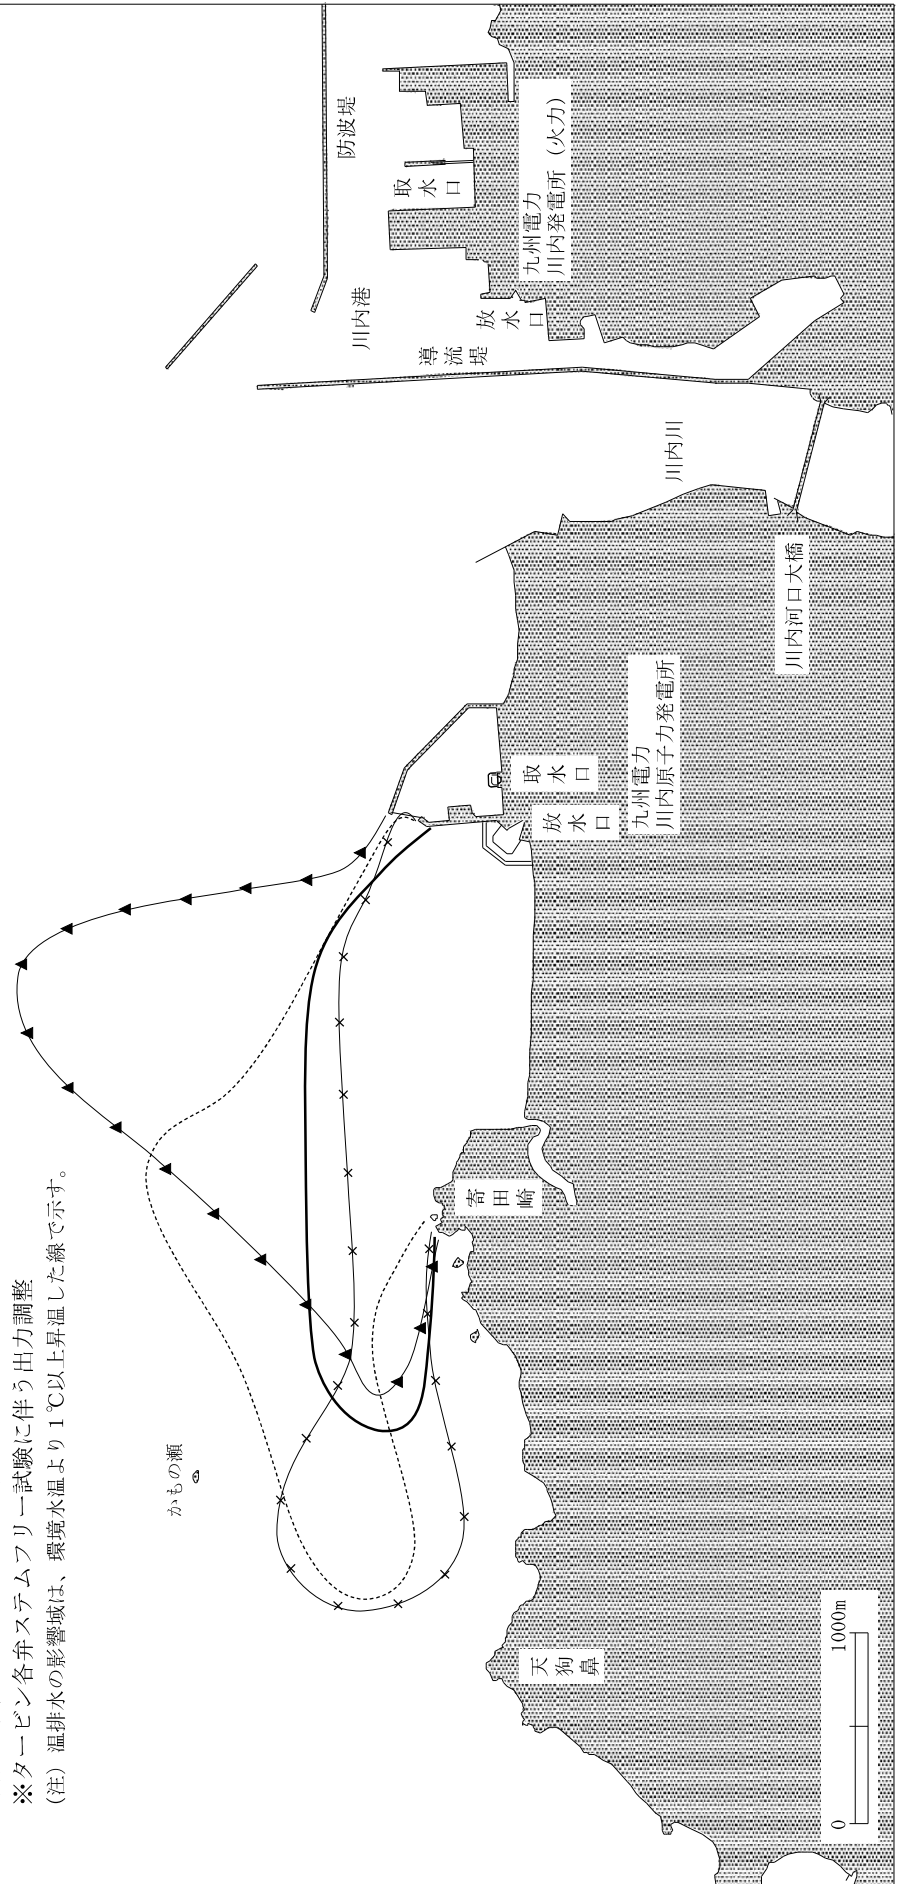 ※タービン各弁ステムフリー試験に伴う出力調整
(注) 温排水の影響域は、環境水温より1℃以上昇温した線で示す。
かもの瀬
防波堤
取水口
川内港
導流堤
放水口
九州電力
川内発電所(火力)
川内川
川内河口大橋
取水口
放水口
九州電力
川内原子力発電所
寄田崎
天狗鼻
0 1000m